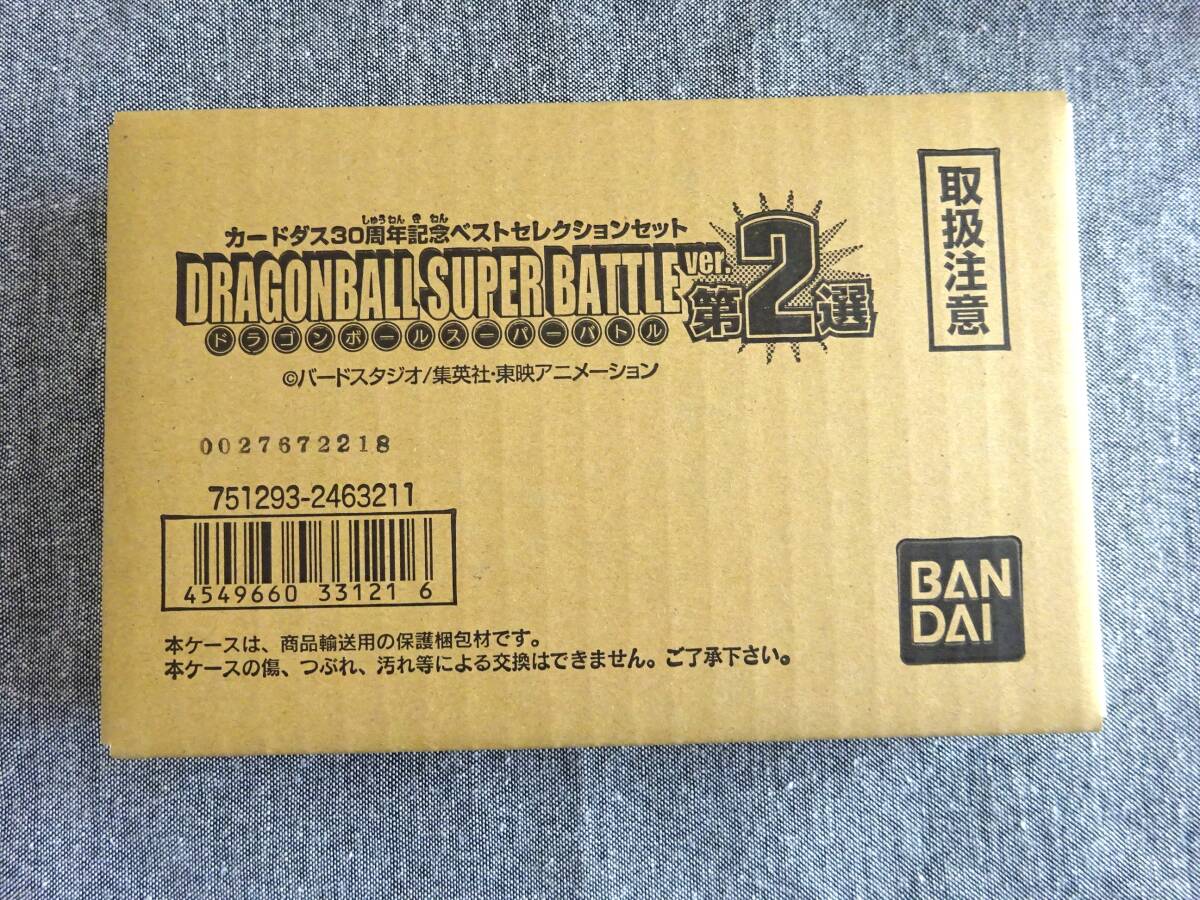 しゅうねん き ねん
カードダス30周年記念ベストセレクションセット
DRAGONBALL SUPER BATTLE ver.
第2選
ドラゴンボールスーパーバトル
©バードスタジオ/集英社・東映アニメーション
取扱注意
0027672218
751293-2463211
4549660 33121 6
BAN
DAI
本ケースは、商品輸送用の保護梱包材です。
本ケースの傷、つぶれ、汚れ等による交換はできません。ご了承下さい。